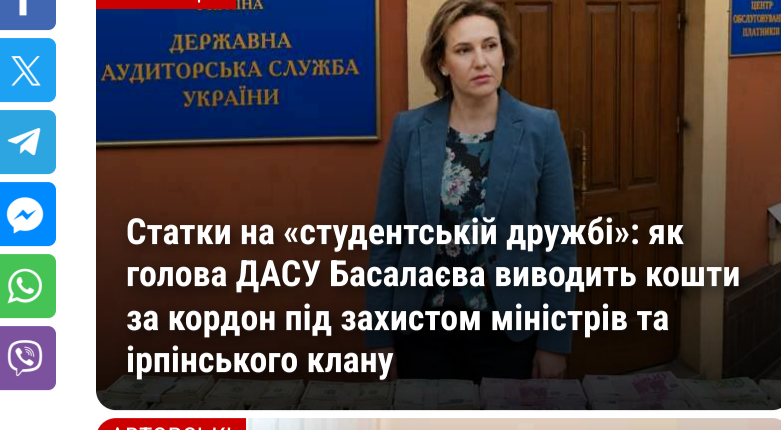 ДЕРЖАВНА
АУДИТОРСЬКА СЛУЖБА
УКРАЇНИ
ЦЕНТР
Статки на «студентській дружбі»: як
голова ДАСУ Басалаєва виводить кошти
за кордон під захистом міністрів та
ірпінського клану